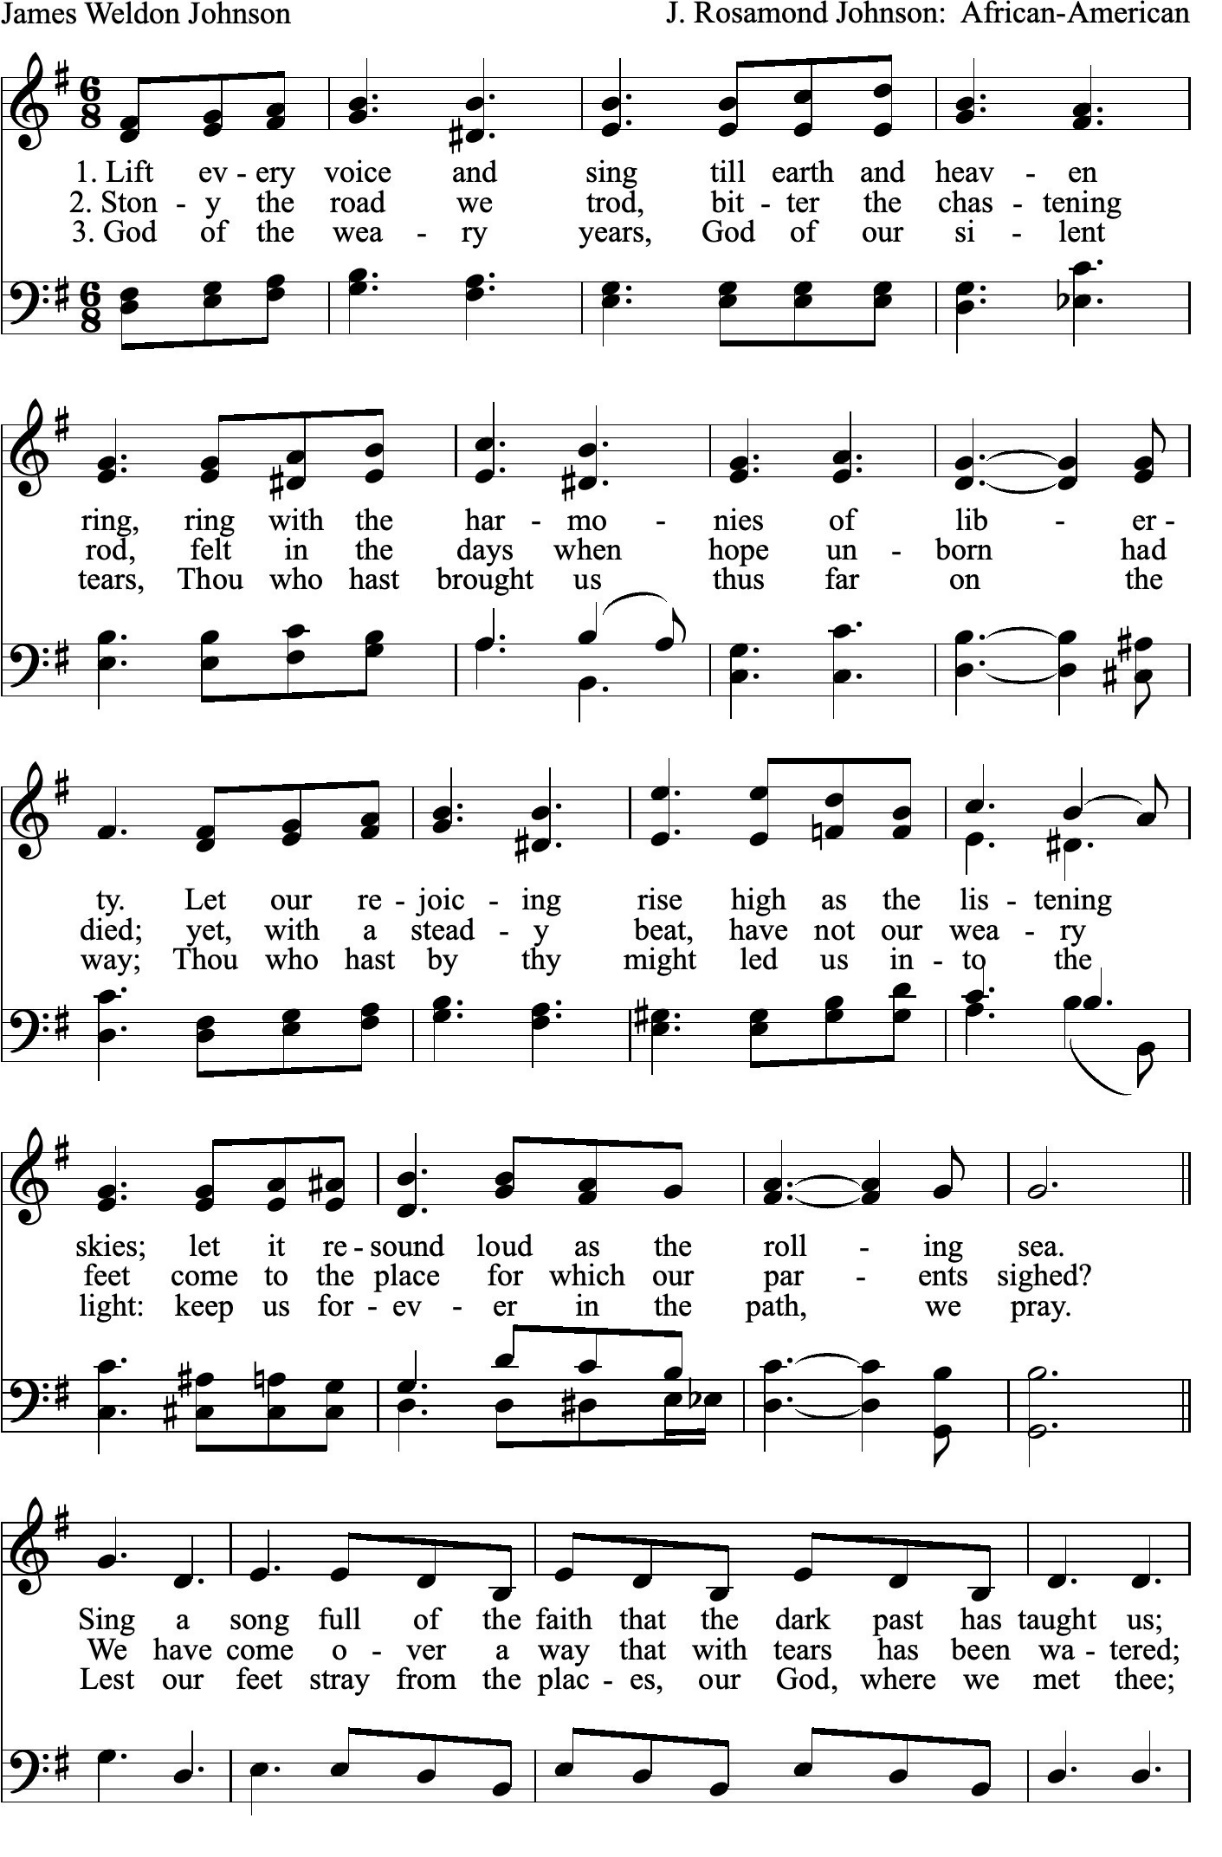 James Weldon Johnson J. Rosamond Johnson: African-American
6 8
1. Lift ev - ery voice and sing till earth and heav - en
2. Ston - y the road we trod, bit - ter the chas - tening
3. God of the wea - ry years, God of our si - lent
6 8
ring, ring with the har - mo - nies of lib - er -
rod, felt in the days when hope un - born had
tears, Thou who hast brought us thus far on the
ty. Let our re - joic - ing rise high as the lis - tening
died; yet, with a stead - y beat, have not our wea - ry
way; Thou who hast by thy might led us in - to the
skies; let it re - sound loud as the roll - ing sea.
feet come to the place for which our par - ents sighed?
light: keep us for - ev - er in the path, we pray.
Sing a song full of the faith that the dark past has taught us;
We have come o - ver a way that with tears has been wa - tered;
Lest our feet stray from the plac - es, our God, where we met thee;